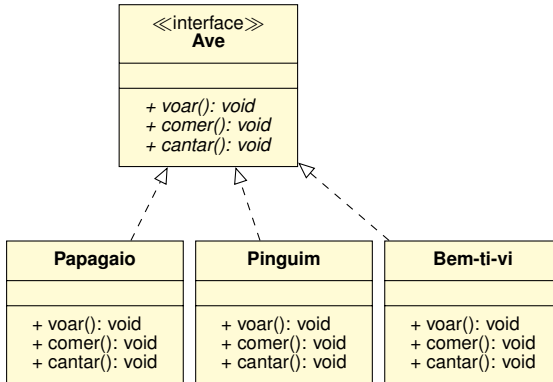 ≪interface≫
Ave
+ voar(): void
+ comer(): void
+ cantar(): void
Papagaio
+ voar(): void
+ comer(): void
+ cantar(): void
Pinguim
+ voar(): void
+ comer(): void
+ cantar(): void
Bem-ti-vi
+ voar(): void
+ comer(): void
+ cantar(): void